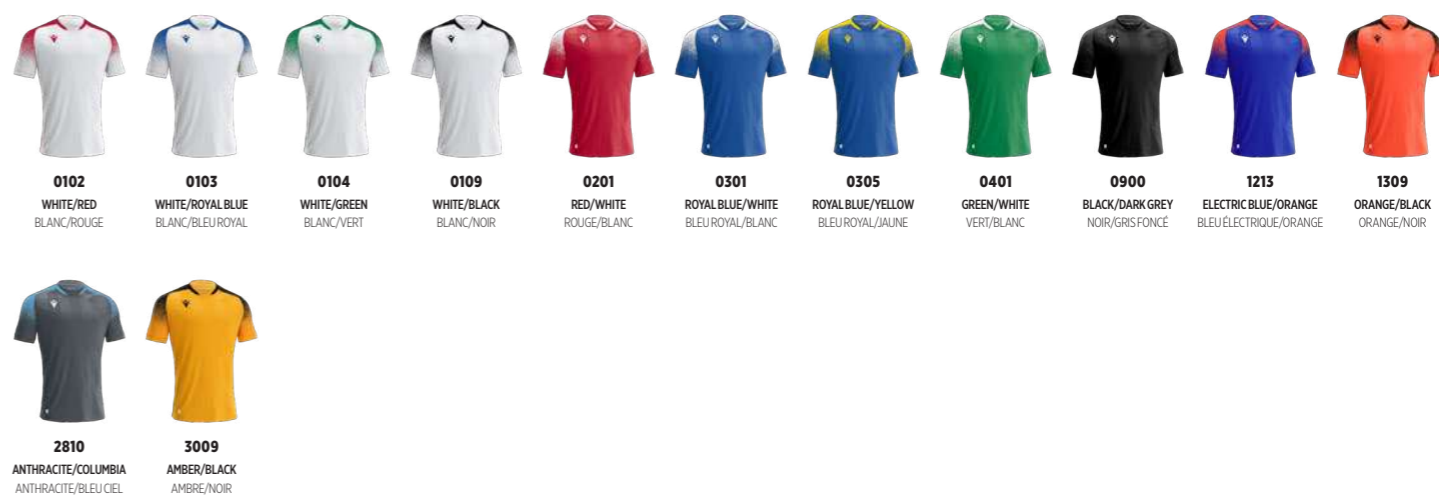 0102
WHITE/RED
BLANC/ROUGE
0103
WHITE/ROYAL BLUE
BLANC/BLEU ROYAL
0104
WHITE/GREEN
BLANC/VERT
0109
WHITE/BLACK
BLANC/NOIR
0201
RED/WHITE
ROUGE/BLANC
0301
ROYAL BLUE/WHITE
BLEU ROYAL/BLANC
0305
ROYAL BLUE/YELLOW
BLEU ROYAL/JAUNE
0401
GREEN/WHITE
VERT/BLANC
0900
BLACK/DARK GREY
NOIR/GRIS FONCÉ
1213
ELECTRIC BLUE/ORANGE
BLEU ÉLECTRIQUE/ORANGE
1309
ORANGE/BLACK
ORANGE/NOIR
2810
ANTHRACITE/COLUMBIA
ANTHRACITE/BLEU CIEL
3009
AMBER/BLACK
AMBRE/NOIR